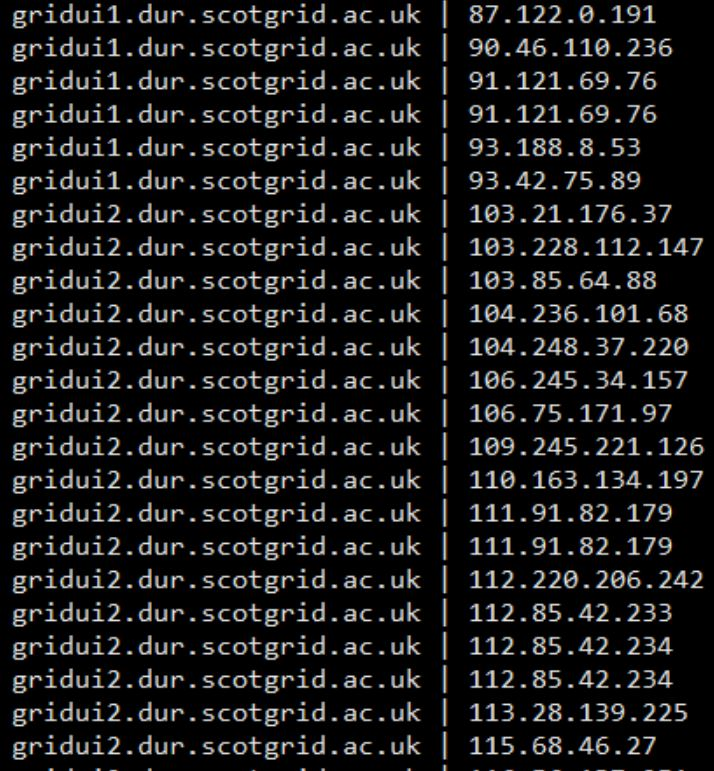 gridui1.dur.scotgrid.ac.uk | 87.122.0.191
gridui1.dur.scotgrid.ac.uk | 90.46.110.236
gridui1.dur.scotgrid.ac.uk | 91.121.69.76
gridui1.dur.scotgrid.ac.uk | 91.121.69.76
gridui1.dur.scotgrid.ac.uk | 93.188.8.53
gridui1.dur.scotgrid.ac.uk | 93.42.75.89
gridui2.dur.scotgrid.ac.uk | 103.21.176.37
gridui2.dur.scotgrid.ac.uk | 103.228.112.147
gridui2.dur.scotgrid.ac.uk | 103.85.64.88
gridui2.dur.scotgrid.ac.uk | 104.236.101.68
gridui2.dur.scotgrid.ac.uk | 104.248.37.220
gridui2.dur.scotgrid.ac.uk | 106.245.34.157
gridui2.dur.scotgrid.ac.uk | 106.75.171.97
gridui2.dur.scotgrid.ac.uk | 109.245.221.126
gridui2.dur.scotgrid.ac.uk | 110.163.134.197
gridui2.dur.scotgrid.ac.uk | 111.91.82.179
gridui2.dur.scotgrid.ac.uk | 111.91.82.179
gridui2.dur.scotgrid.ac.uk | 112.220.206.242
gridui2.dur.scotgrid.ac.uk | 112.85.42.233
gridui2.dur.scotgrid.ac.uk | 112.85.42.234
gridui2.dur.scotgrid.ac.uk | 112.85.42.234
gridui2.dur.scotgrid.ac.uk | 113.28.139.225
gridui2.dur.scotgrid.ac.uk | 115.68.46.27